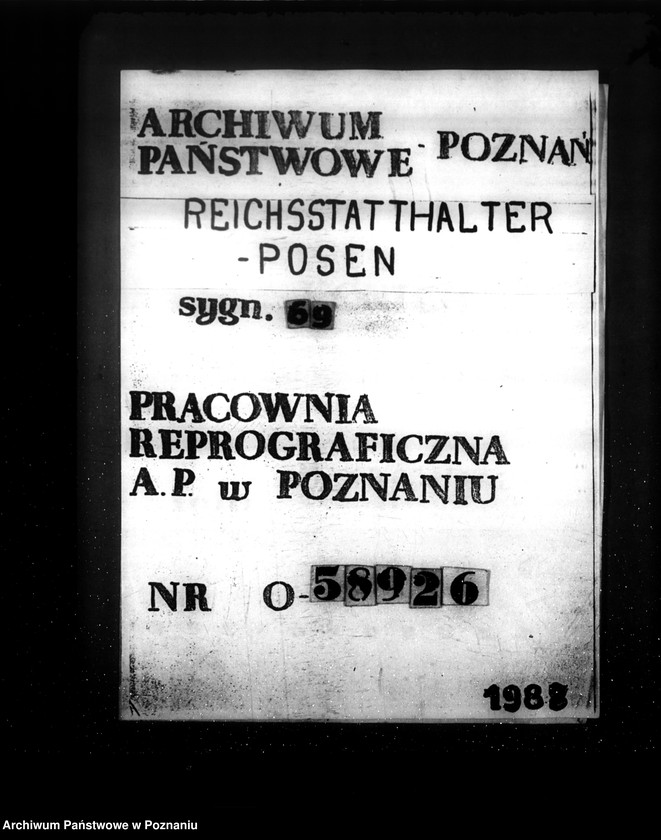 ARCHIWUM
PAŃSTWOWE - POZNAŃ
REICHSSTATTHALTER
-POSEN
sygn. 69
PRACOWNIA
REPROGRAFICZNA
A.P. w POZNANIU
NR O-58926
1988
Archiwum Państwowe w Poznaniu